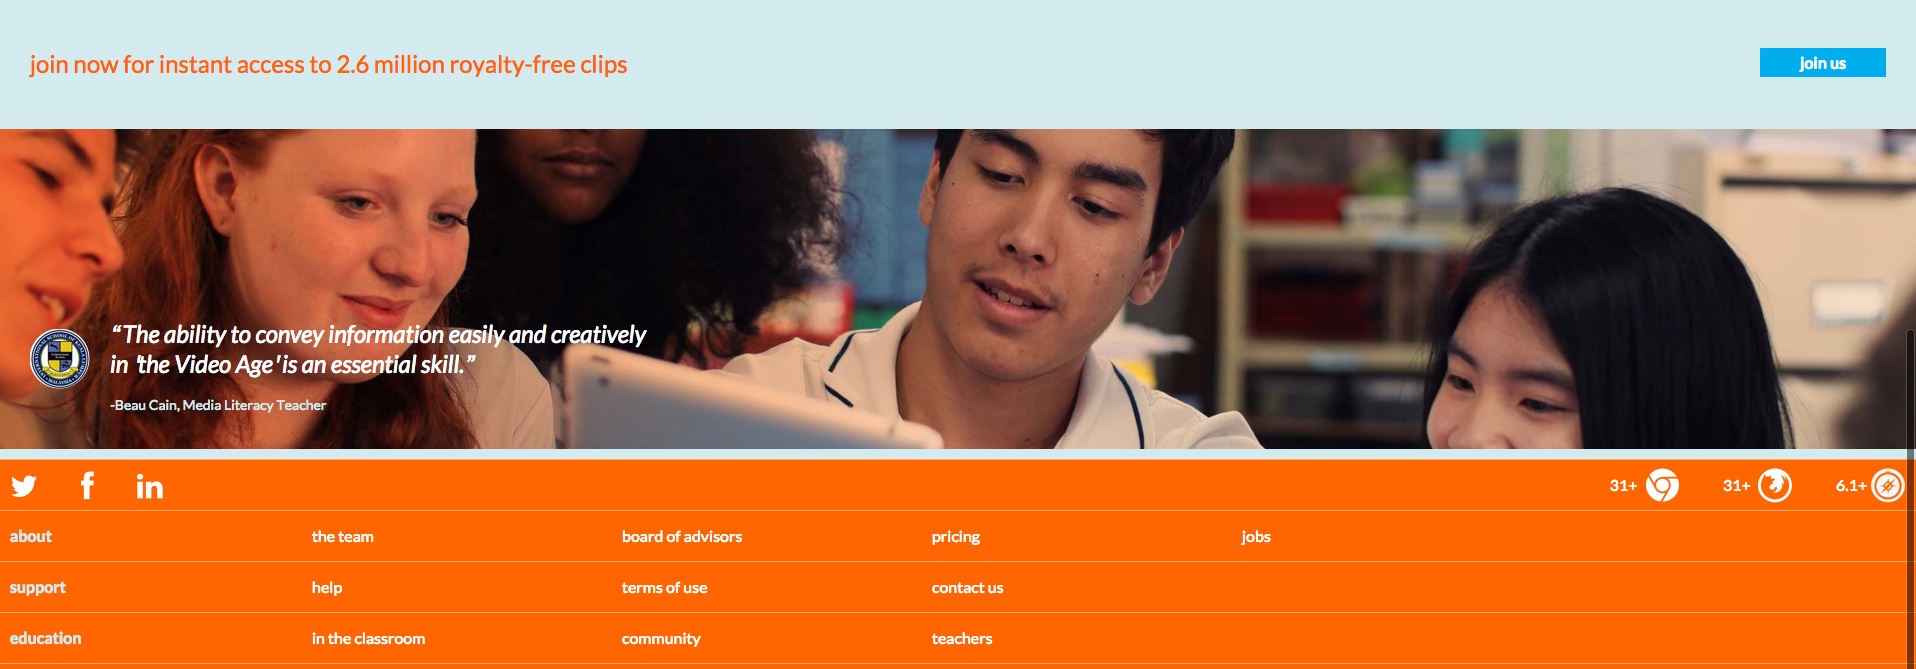 join now for instant access to 2.6 million royalty-free clips
join us
“The ability to convey information easily and creatively
in 'the Video Age' is an essential skill.”
-Beau Cain, Media Literacy Teacher
in
31+ 31+ 6.1+
about the team board of advisors pricing jobs
support help terms of use contact us
education in the classroom community teachers